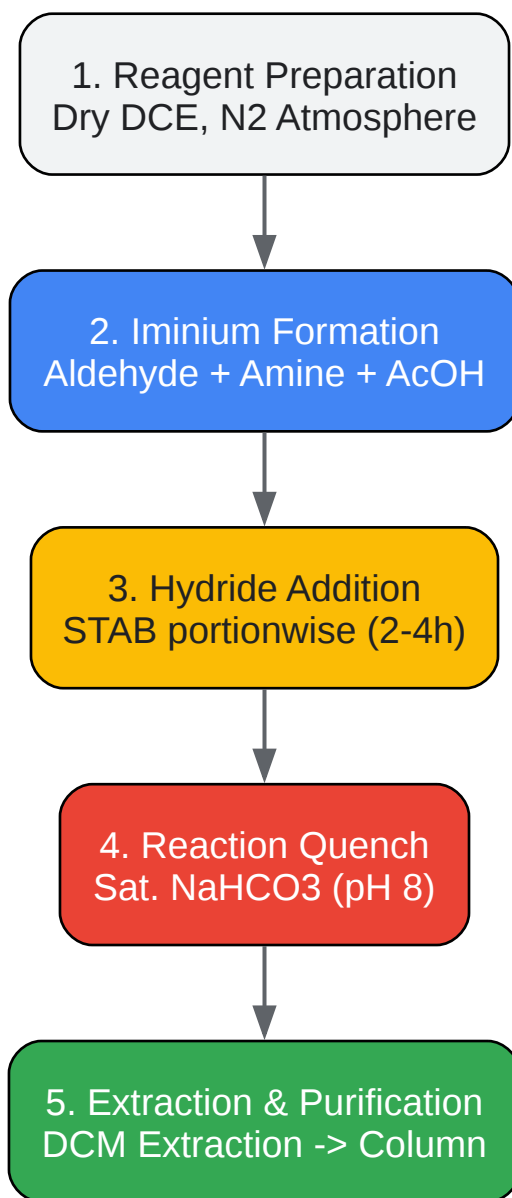 1. Reagent Preparation
Dry DCE, N2 Atmosphere
2. Iminium Formation
Aldehyde + Amine + AcOH
3. Hydride Addition
STAB portionwise (2-4h)
4. Reaction Quench
Sat. NaHCO3 (pH 8)
5. Extraction & Purification
DCM Extraction -> Column